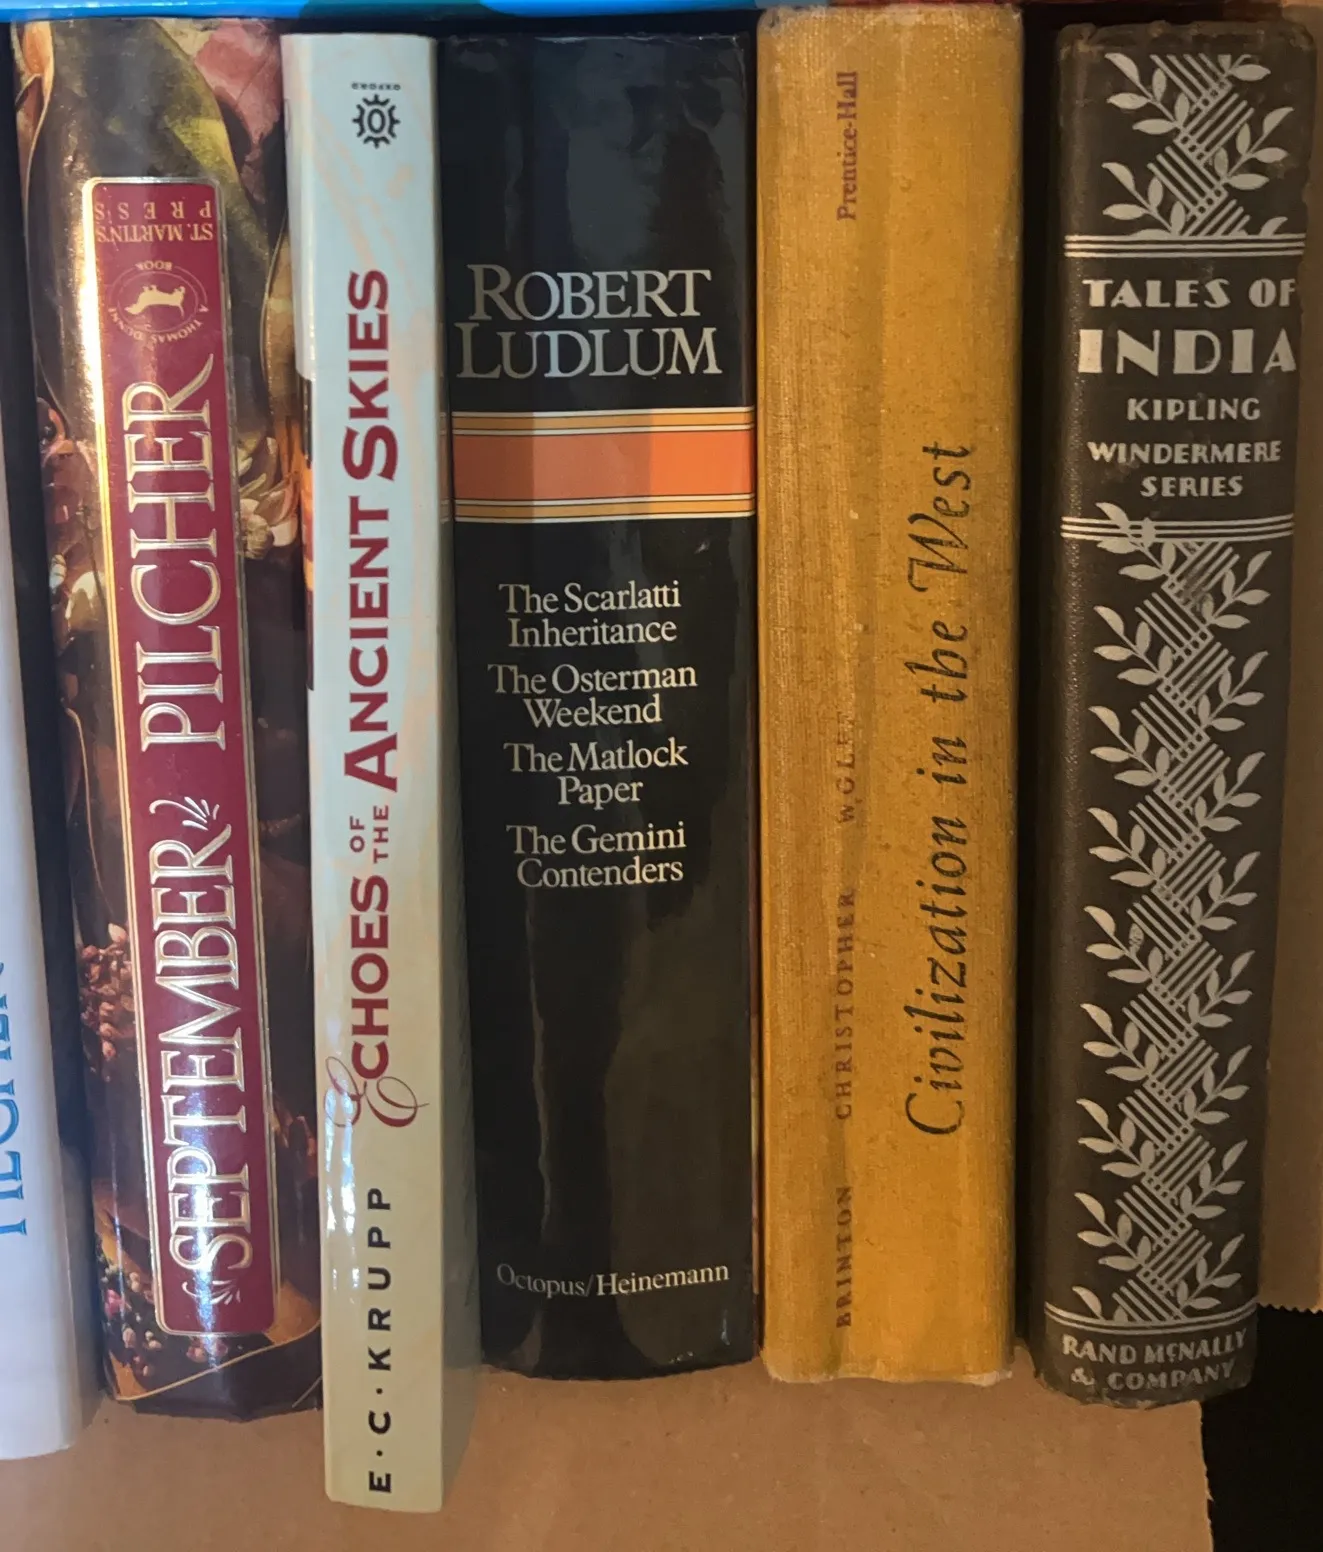 SEPTEMBER PILCHER
A THOMAS DUNNE
BOOK
ST. MARTIN'S
PRESS
E·C·KRUPP
ECHOES OF THE ANCIENT SKIES
OXFORD
ROBERT
LUDLUM
The Scarlatti
Inheritance
The Osterman
Weekend
The Matlock
Paper
The Gemini
Contenders
Octopus/Heinemann
BRINTON CHRISTOPHER WOLFF
Prentice-Hall
Civilization in the West
TALES OF
INDIA
KIPLING
WINDERMERE
SERIES
RAND MCNALLY
& COMPANY